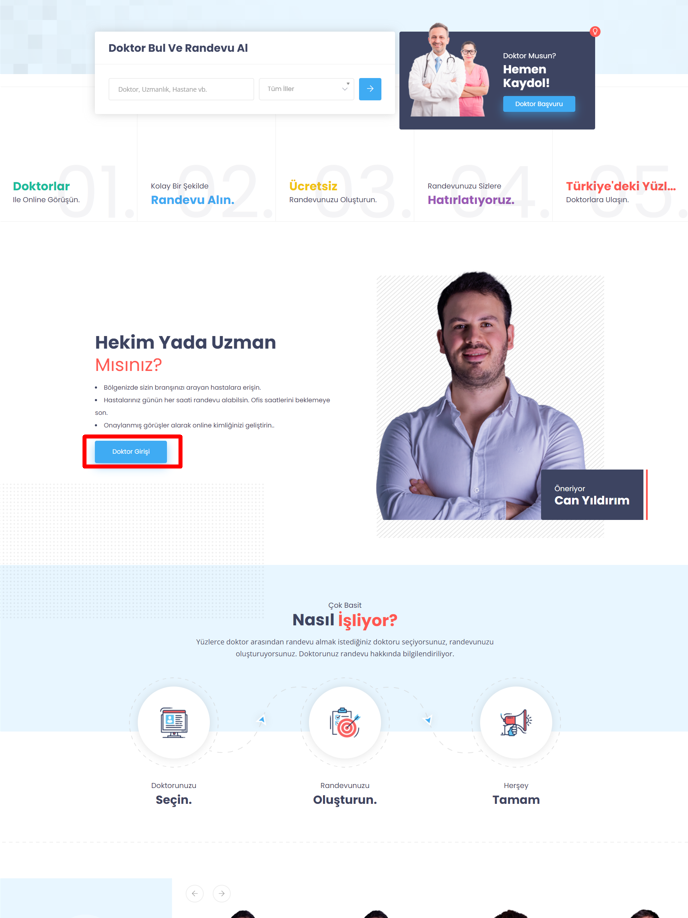 Doktor Bul Ve Randevu Al
Doktor, Uzmanlık, Hastane vb.
Tüm İller
Doktor Musun?
Hemen
Kaydol!
Doktor Başvuru
01.
Doktorlar
İle Online Görüşün.
02.
Kolay Bir Şekilde
Randevu Alın.
03.
Ücretsiz
Randevunuzu Oluşturun.
04.
Randevunuzu Sizlere
Hatırlatıyoruz.
05.
Türkiye'deki Yüzl...
Doktorlara Ulaşın.
Hekim Yada Uzman
Mısınız?
• Bölgenizde sizin branşınızı arayan hastalara erişin.
• Hastalarınız günün her saati randevu alabilsin. Ofis saatlerini beklemeye
son.
• Onaylanmış görüşler alarak online kimliğinizi geliştirin..
Doktor Girişi
Öneriyor
Can Yıldırım
Çok Basit
Nasıl İşliyor?
Yüzlerce doktor arasından randevu almak istediğiniz doktoru seçiyorsunuz, randevunuzu
oluşturuyorsunuz. Doktorunuz randevu hakkında bilgilendiriliyor.
Doktorunuzu
Seçin.
Randevunuzu
Oluşturun.
Herşey
Tamam